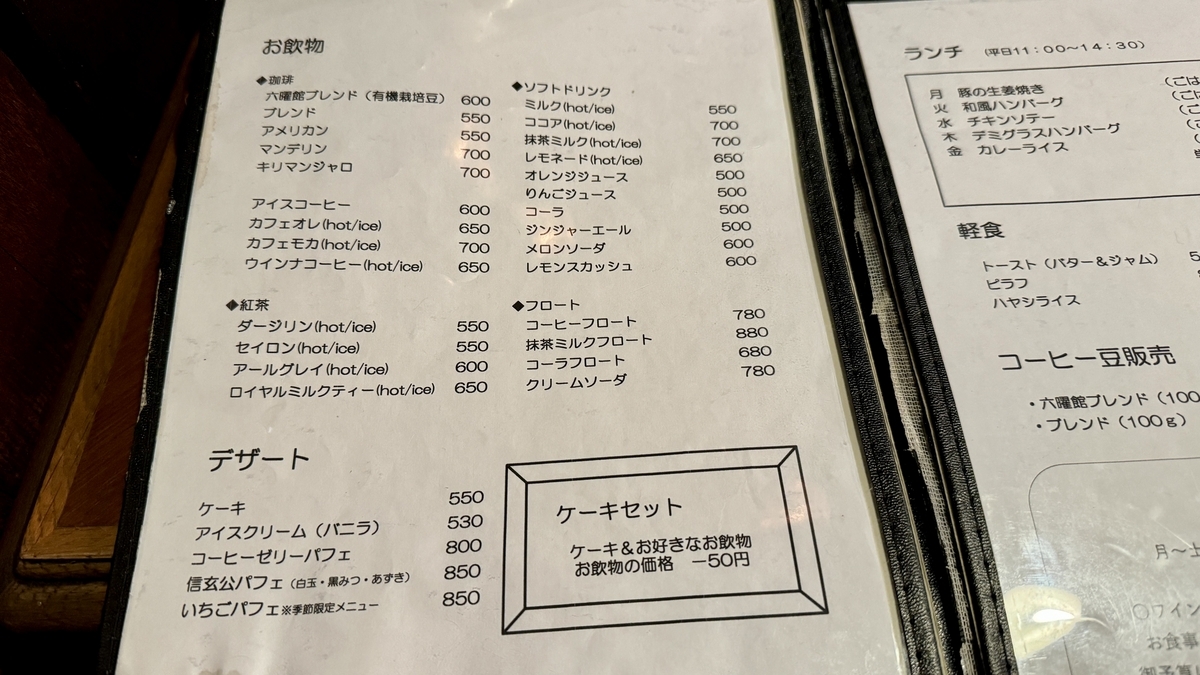 お飲物
◆珈琲
六曜館ブレンド（有機栽培豆） 600
ブレンド 550
アメリカン 550
マンデリン 700
キリマンジャロ 700
アイスコーヒー 600
カフェオレ(hot/ice) 650
カフェモカ(hot/ice) 700
ウインナコーヒー(hot/ice) 650
◆紅茶
ダージリン(hot/ice) 550
セイロン(hot/ice) 550
アールグレイ(hot/ice) 600
ロイヤルミルクティー(hot/ice) 650
◆ソフトドリンク
ミルク(hot/ice) 550
ココア(hot/ice) 700
抹茶ミルク(hot/ice) 700
レモネード(hot/ice) 650
オレンジジュース 500
りんごジュース 500
コーラ 500
ジンジャーエール 500
メロンソーダ 600
レモンスカッシュ 600
◆フロート
コーヒーフロート 780
抹茶ミルクフロート 880
コーラフロート 680
クリームソーダ 780
デザート
ケーキ 550
アイスクリーム（バニラ） 530
コーヒーゼリーパフェ 800
信玄公パフェ（白玉・黒みつ・あずき） 850
いちごパフェ※季節限定メニュー 850
ケーキセット
ケーキ＆お好きなお飲物
お飲物の価格 －50円
ランチ （平日11：00～14：30）
月 豚の生姜焼き （ごは
火 和風ハンバーグ （ご
水 チキンソテー （こ
木 デミグラスハンバーグ
金 カレーライス
軽食
トースト（バター＆ジャム） 5
ピラフ
ハヤシライス
コーヒー豆販売
・六曜館ブレンド（100
・ブレンド（100ｇ）
月～土
〇ワイン
お食事
御予算